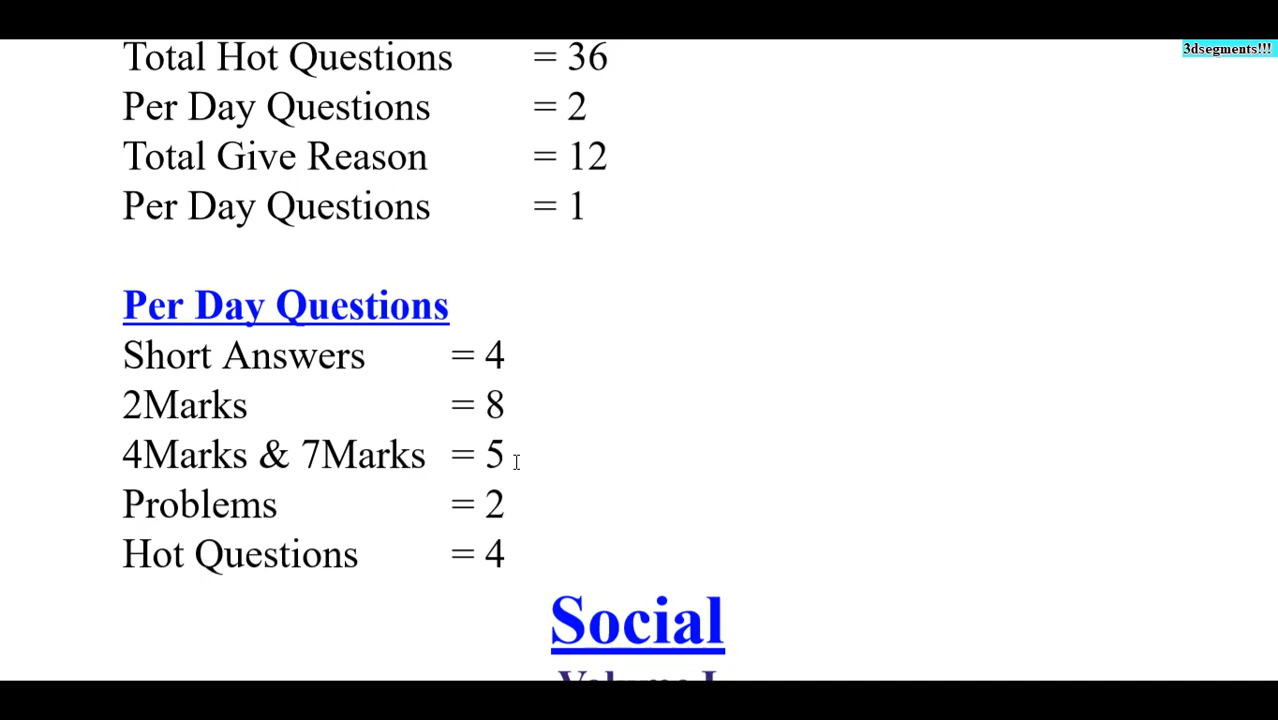 Total Hot Questions = 36
3dsegments!!!
Per Day Questions = 2
Total Give Reason = 12
Per Day Questions = 1
Per Day Questions
Short Answers = 4
2Marks = 8
4Marks & 7Marks = 5
Problems = 2
Hot Questions = 4
Social
Volume I